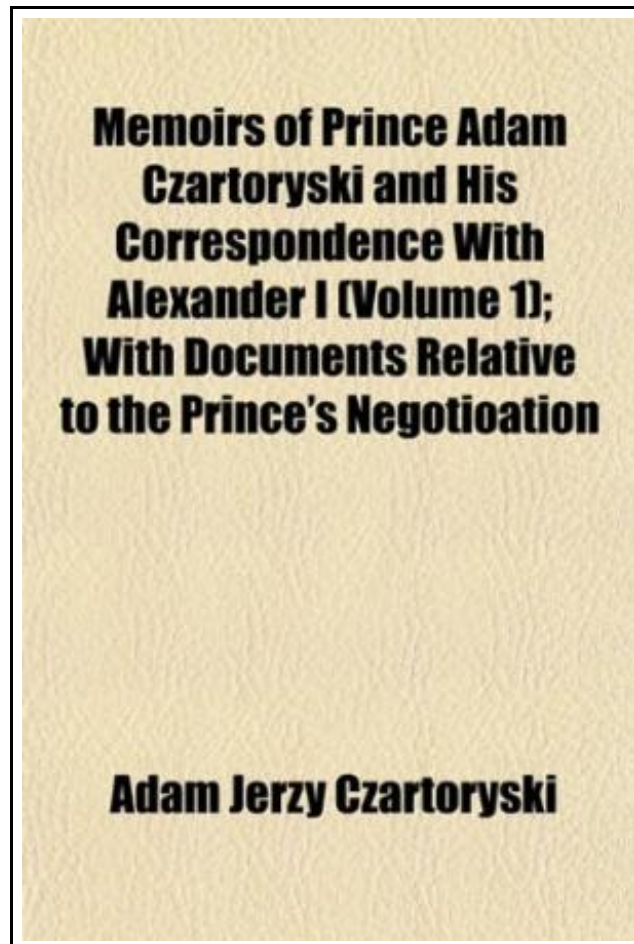 Memoirs of Prince Adam
Czartoryski and His
Correspondence With
Alexander I (Volume 1);
With Documents Relative
to the Prince's Negotioation
Adam Jerzy Czartoryski